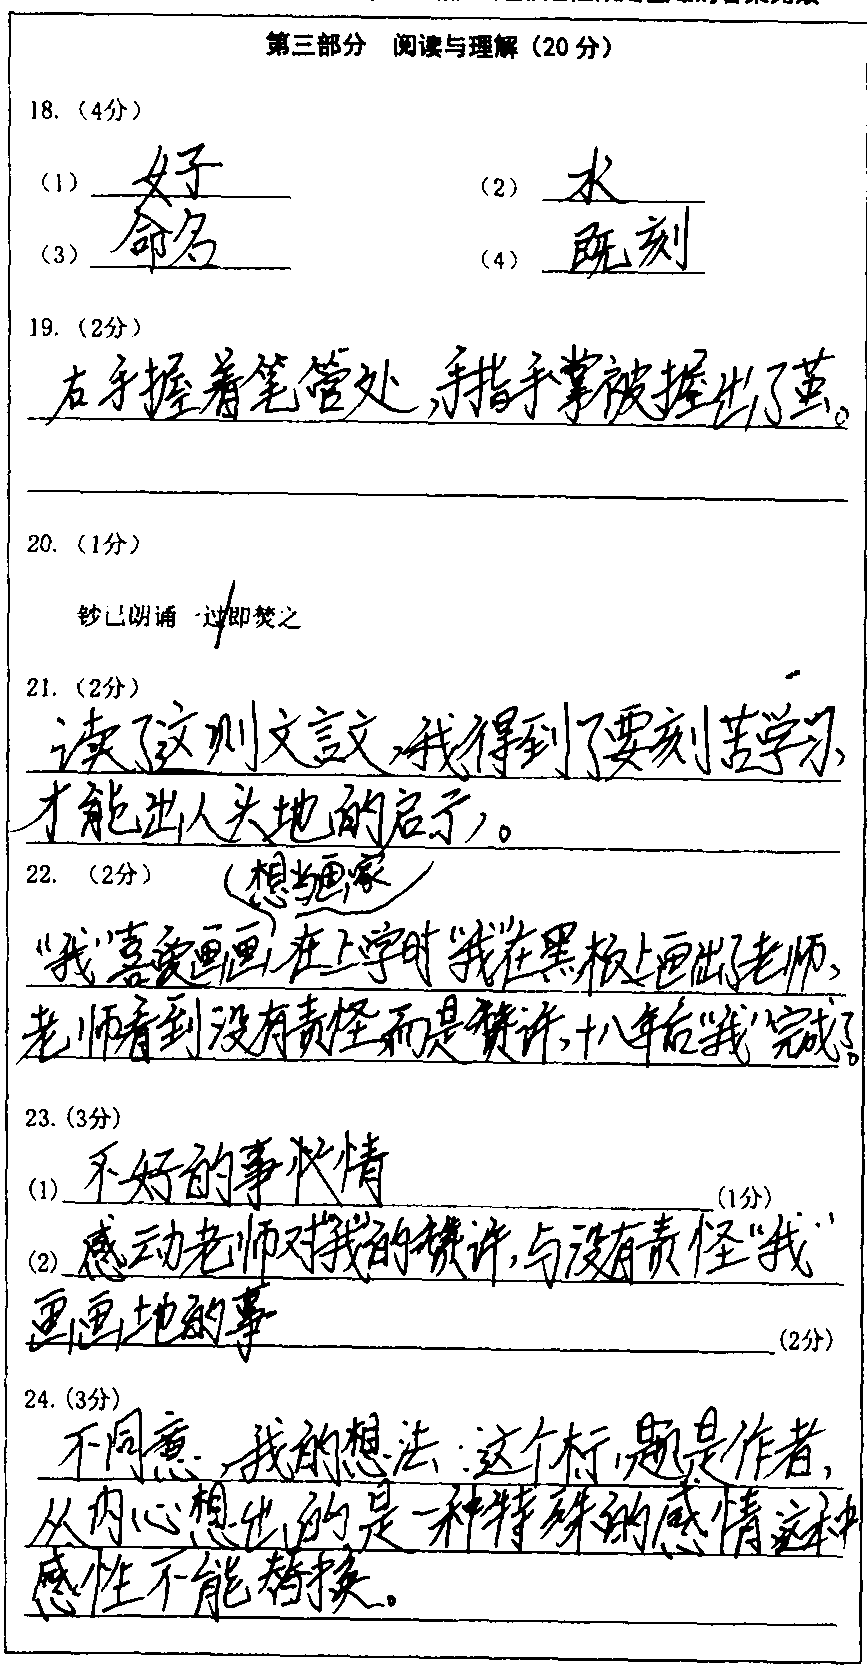 第三部分 阅读与理解（20分）
18.（4分）
（1） 好 （2） 水
（3） 命名 （4） 既刻
19.（2分）
右手握着笔管处，手指手掌被握出了茧。
20.（1分）
钞已朗诵一过/即焚之
21.（2分）
读了这则文言文，我得到了要刻苦学习，
才能出人头地的启示。
22. （2分） 想当画家
“我”喜爱画画，在上学时“我”在黑板上画出了老师，
老师看到没有责怪而是赞许，十八年后“我”完成了。
23.(3分)
(1) 不好的事 情 (1分)
(2) 感动老师对“我”的赞许，与没有责怪“我”
画画地的事 (2分)
24.(3分)
不同意，我的想法：这个标题是作者，
从内心想出的是一种特殊的感情这种
感性不能替换。